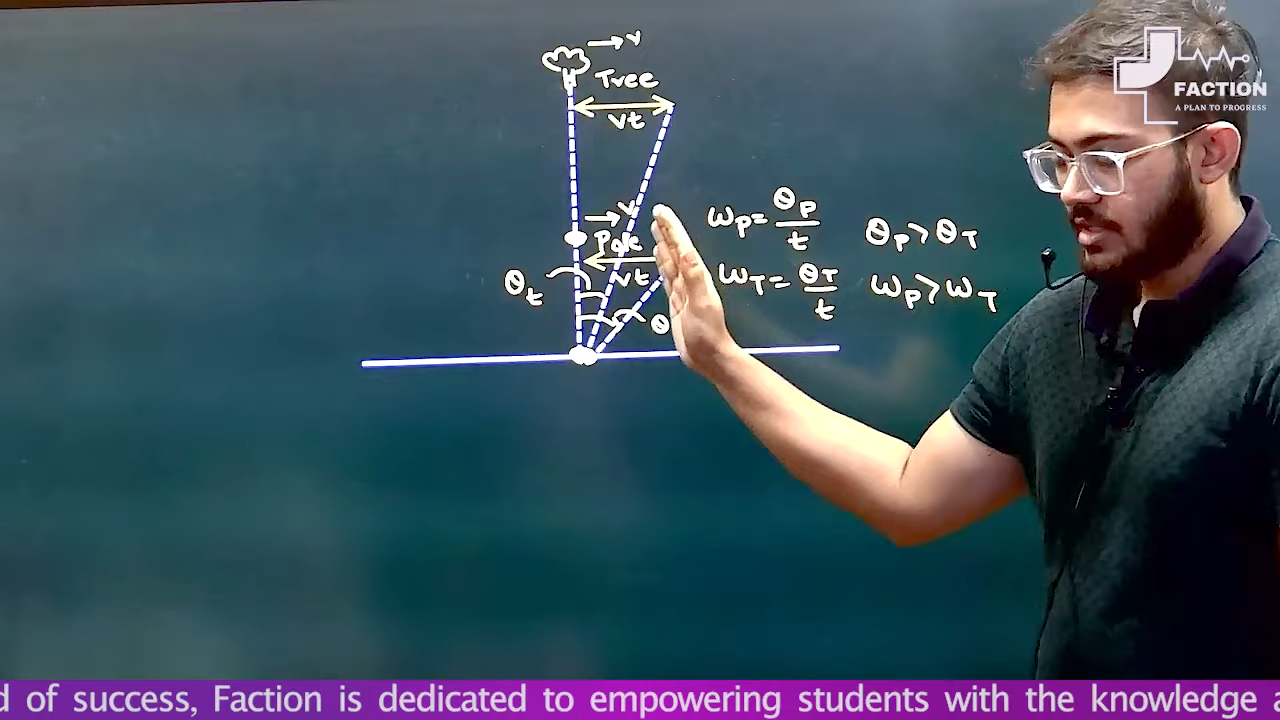 → v
Tree
vt
→ v
Pole
vt
θt
θ
ωP = θP/t
θP > θT
ωT = θT/t
ωP > ωT
FACTION
A PLAN TO PROGRESS
of success, Faction is dedicated to empowering students with the knowledge